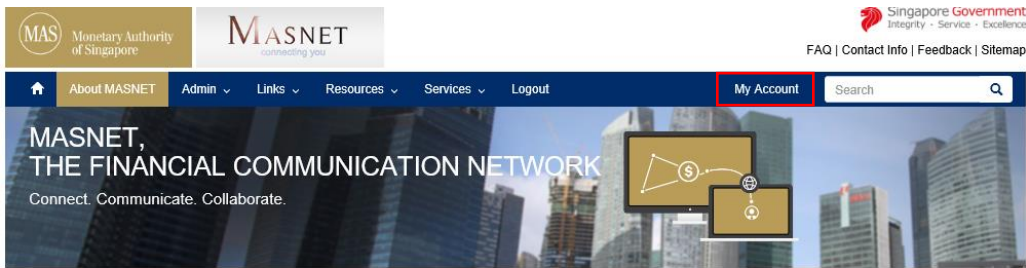 MAS Monetary Authority
of Singapore
MASNET
connecting you
Singapore Government
Integrity · Service · Excellence
FAQ | Contact Info | Feedback | Sitemap
About MASNET Admin Links Resources Services Logout My Account Search
MASNET,
THE FINANCIAL COMMUNICATION NETWORK
Connect. Communicate. Collaborate.
$